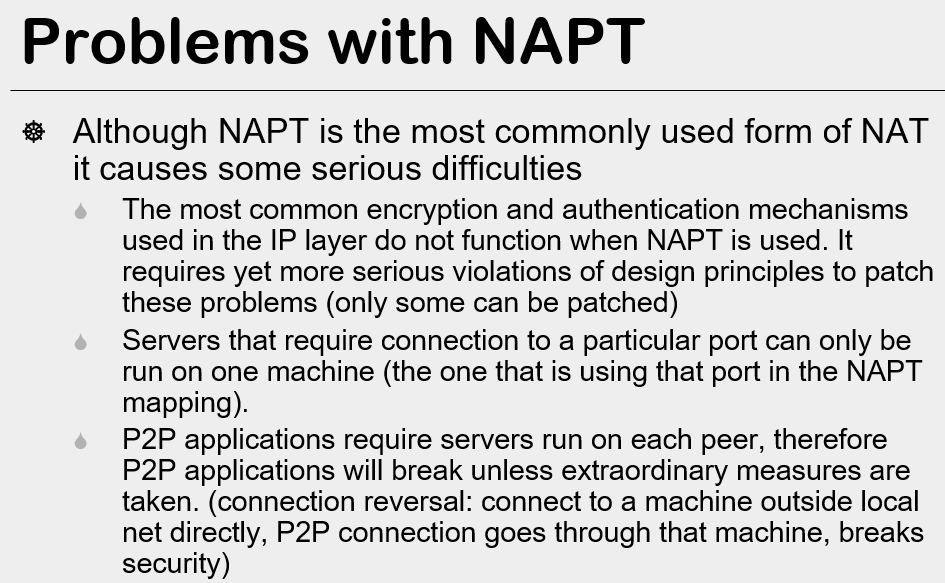 Problems with NAPT
Although NAPT is the most commonly used form of NAT
it causes some serious difficulties
The most common encryption and authentication mechanisms
used in the IP layer do not function when NAPT is used. It
requires yet more serious violations of design principles to patch
these problems (only some can be patched)
Servers that require connection to a particular port can only be
run on one machine (the one that is using that port in the NAPT
mapping).
P2P applications require servers run on each peer, therefore
P2P applications will break unless extraordinary measures are
taken. (connection reversal: connect to a machine outside local
net directly, P2P connection goes through that machine, breaks
security)